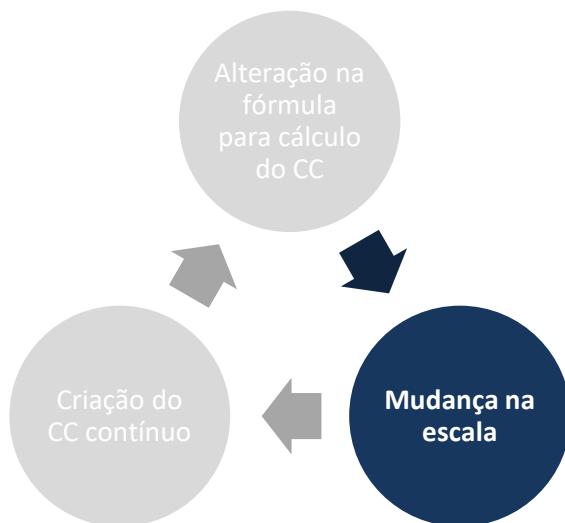 Alteração na
fórmula
para cálculo
do CC
Mudança na
escala
Criação do
CC contínuo